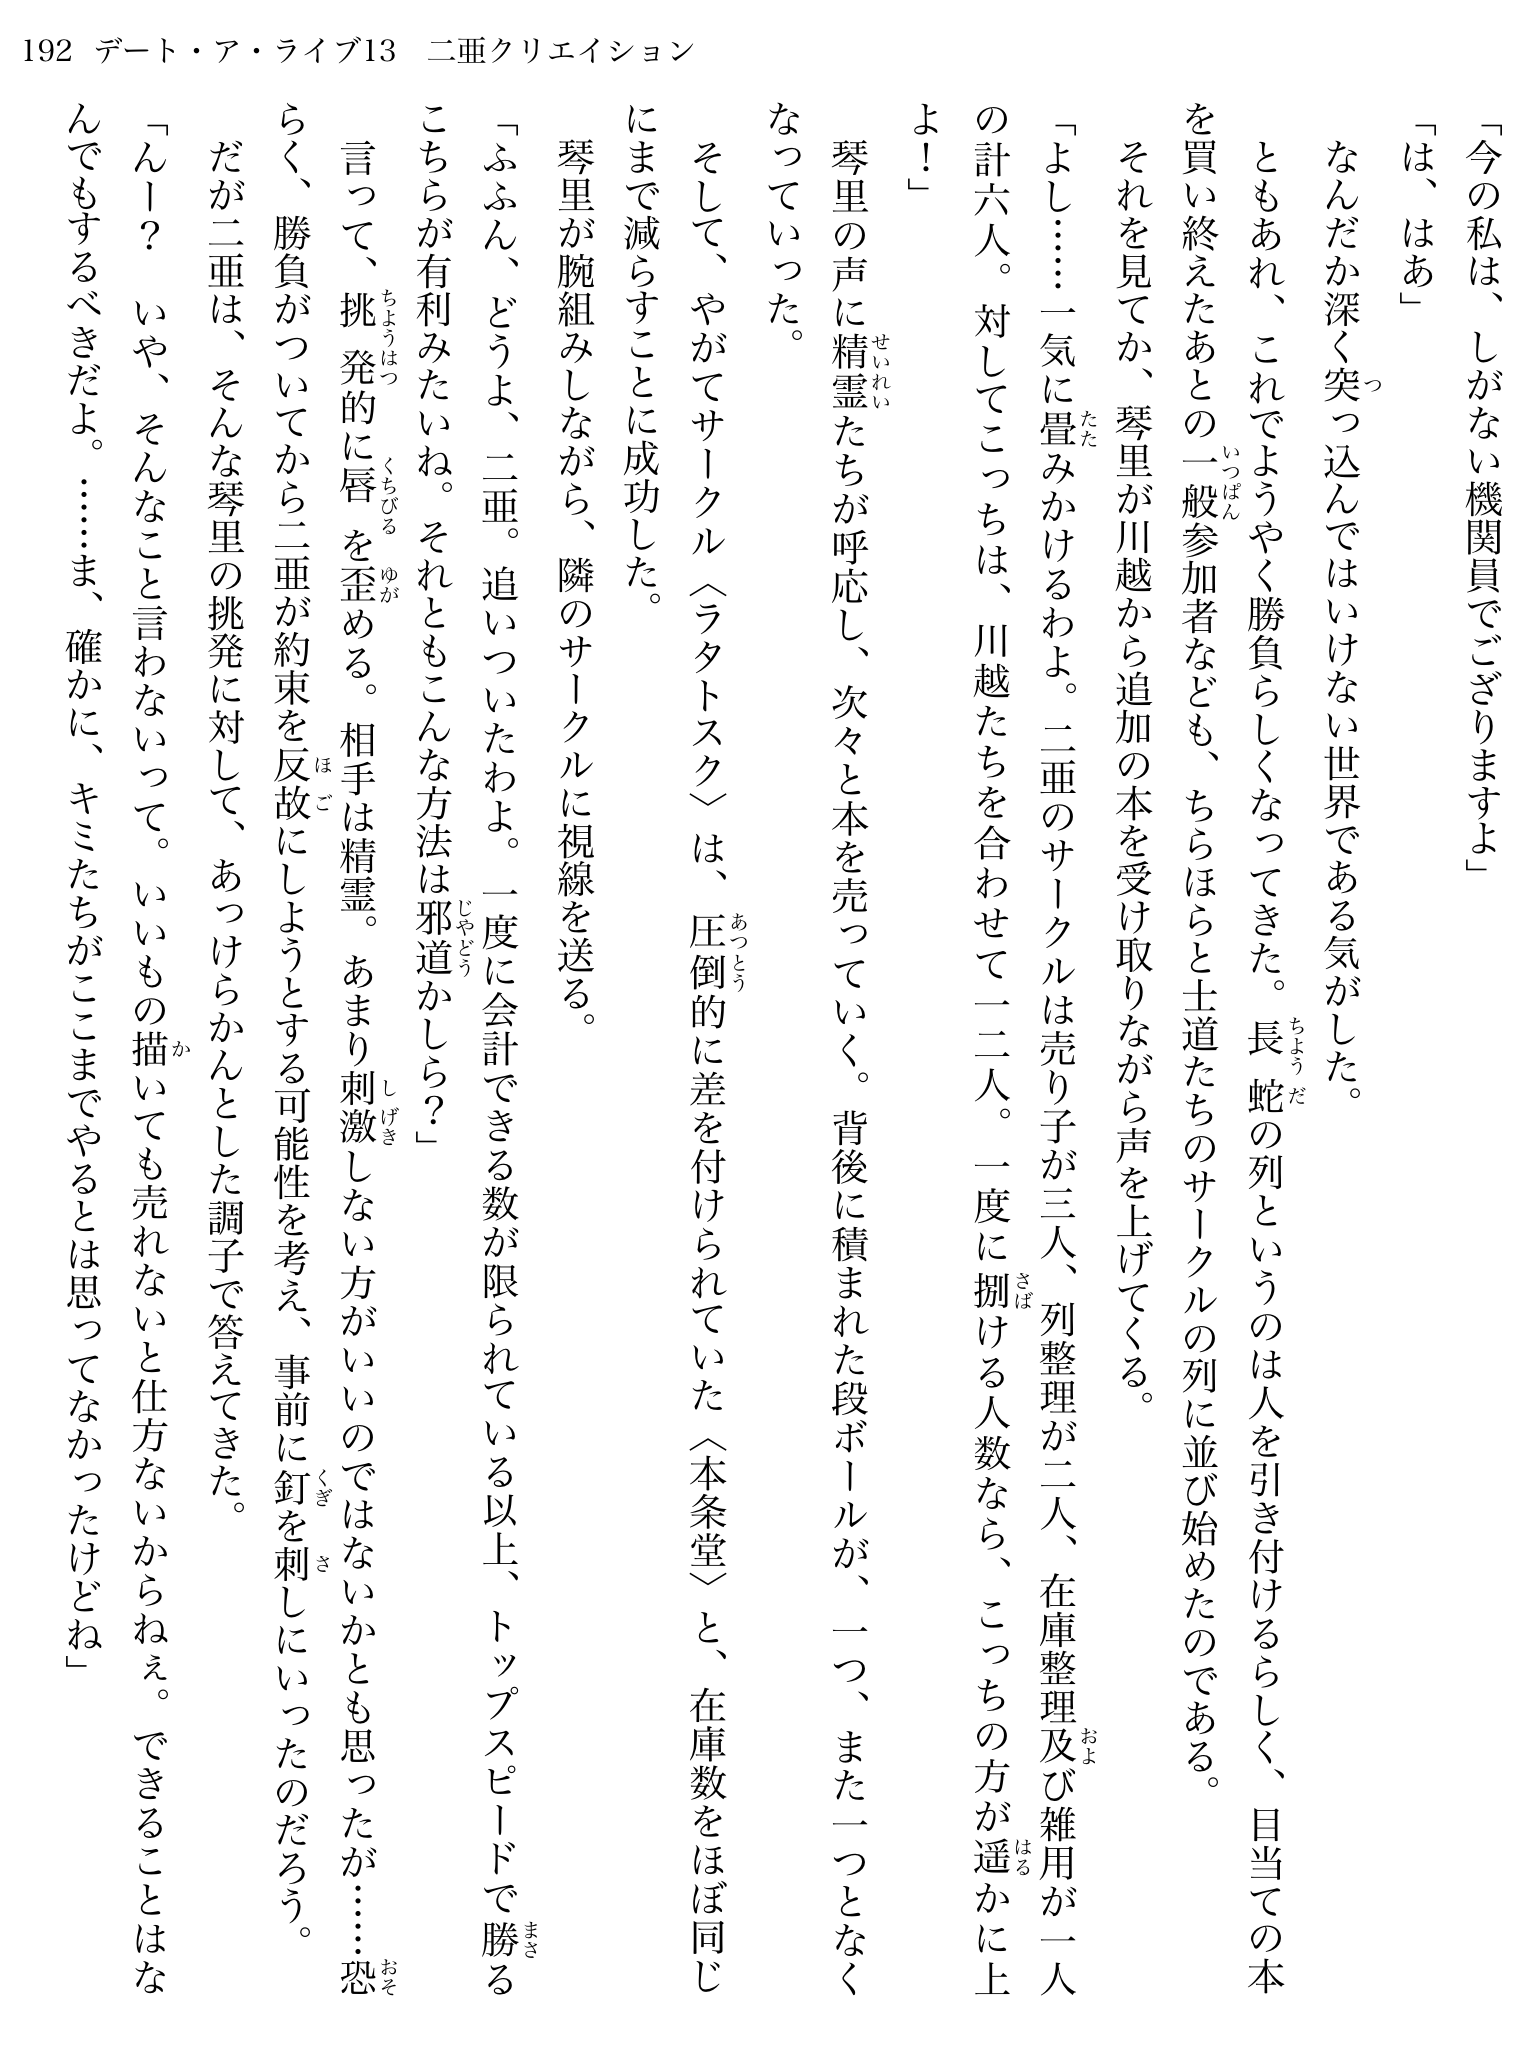 192 デート・ア・ライブ13　二亜クリエイション
「今の私は、しがない機関員でござりますよ」
「は、はあ」
　なんだか深く突っ込んではいけない世界である気がした。
　ともあれ、これでようやく勝負らしくなってきた。長蛇の列というのは人を引き付けるらしく、目当ての本
を買い終えたあとの一般参加者なども、ちらほらと士道たちのサークルの列に並び始めたのである。
　それを見てか、琴里が川越から追加の本を受け取りながら声を上げてくる。
「よし……一気に畳みかけるわよ。二亜のサークルは売り子が三人、列整理が二人、在庫整理及び雑用が一人
の計六人。対してこっちは、川越たちを合わせて一二人。一度に捌ける人数なら、こっちの方が遥かに上
よ！」
　琴里の声に精霊たちが呼応し、次々と本を売っていく。背後に積まれた段ボールが、一つ、また一つとなく
なっていった。
　そして、やがてサークル〈ラタトスク〉は、圧倒的に差を付けられていた〈本条堂〉と、在庫数をほぼ同じ
にまで減らすことに成功した。
　琴里が腕組みしながら、隣のサークルに視線を送る。
「ふふん、どうよ、二亜。追いついたわよ。一度に会計できる数が限られている以上、トップスピードで勝る
こちらが有利みたいね。それともこんな方法は邪道かしら？」
　言って、挑発的に唇を歪める。相手は精霊。あまり刺激しない方がいいのではないかとも思ったが……恐
らく、勝負がついてから二亜が約束を反故にしようとする可能性を考え、事前に釘を刺しにいったのだろう。
　だが二亜は、そんな琴里の挑発に対して、あっけらかんとした調子で答えてきた。
「んー？　いや、そんなこと言わないって。いいもの描いても売れないと仕方ないからねぇ。できることはな
んでもするべきだよ。……ま、確かに、キミたちがここまでやるとは思ってなかったけどね」